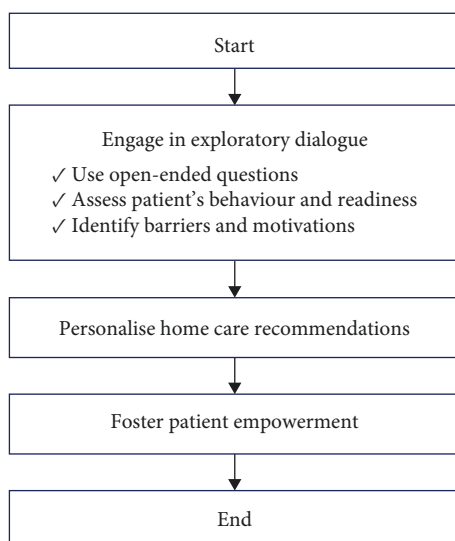 Start
Engage in exploratory dialogue
✓ Use open-ended questions
✓ Assess patient's behaviour and readiness
✓ Identify barriers and motivations
Personalise home care recommendations
Foster patient empowerment
End